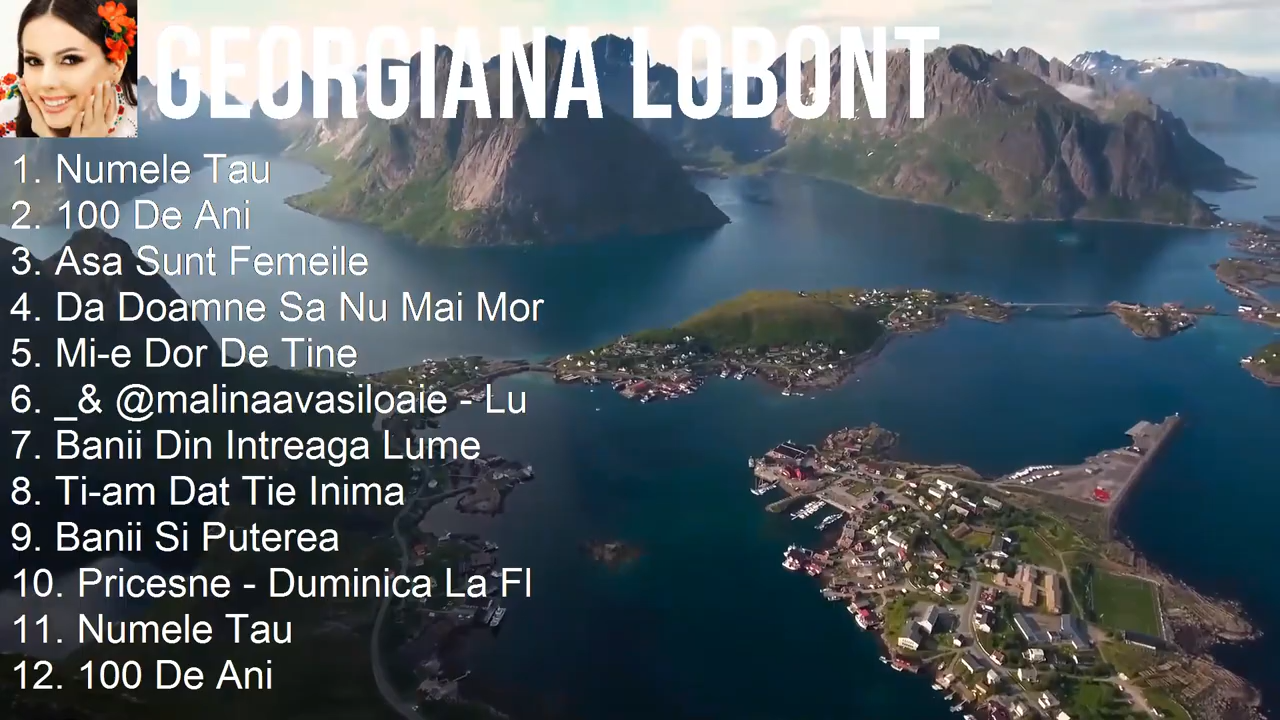 GEORGIANA LOBONT
1. Numele Tau
2. 100 De Ani
3. Asa Sunt Femeile
4. Da Doamne Sa Nu Mai Mor
5. Mi-e Dor De Tine
6. _& @malinaavasiloaie - Lu
7. Banii Din Intreaga Lume
8. Ti-am Dat Tie Inima
9. Banii Si Puterea
10. Pricesne - Duminica La Fl
11. Numele Tau
12. 100 De Ani